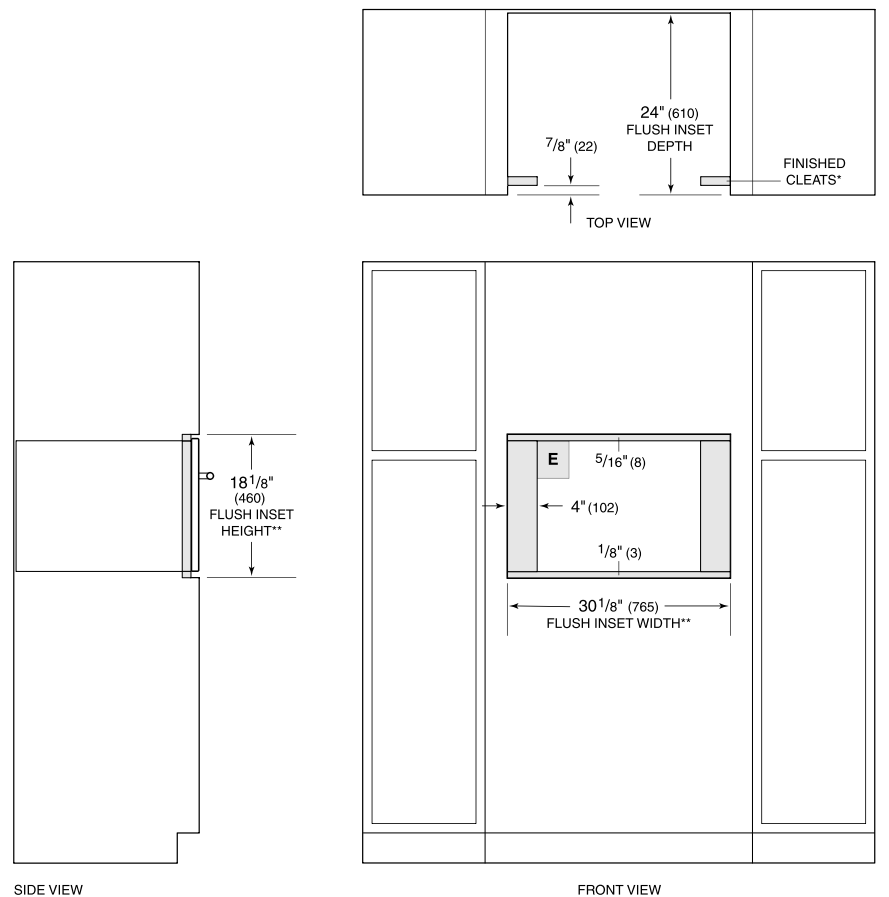 24" (610)
FLUSH INSET
DEPTH
7/8" (22)
FINISHED
CLEATS*
TOP VIEW
18 1/8"
(460)
FLUSH INSET
HEIGHT**
E
5/16" (8)
4" (102)
1/8" (3)
30 1/8" (765)
FLUSH INSET WIDTH**
SIDE VIEW
FRONT VIEW